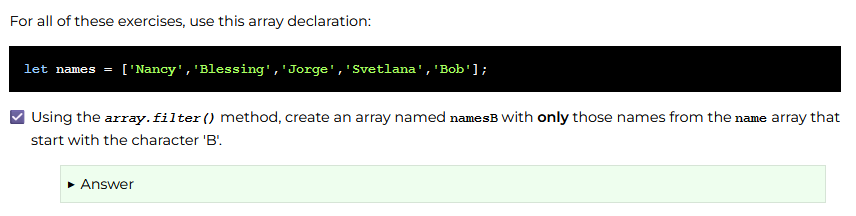 For all of these exercises, use this array declaration:
let names = ['Nancy','Blessing','Jorge','Svetlana','Bob'];
Using the array.filter() method, create an array named namesB with only those names from the name array that
start with the character 'B'.
▸ Answer